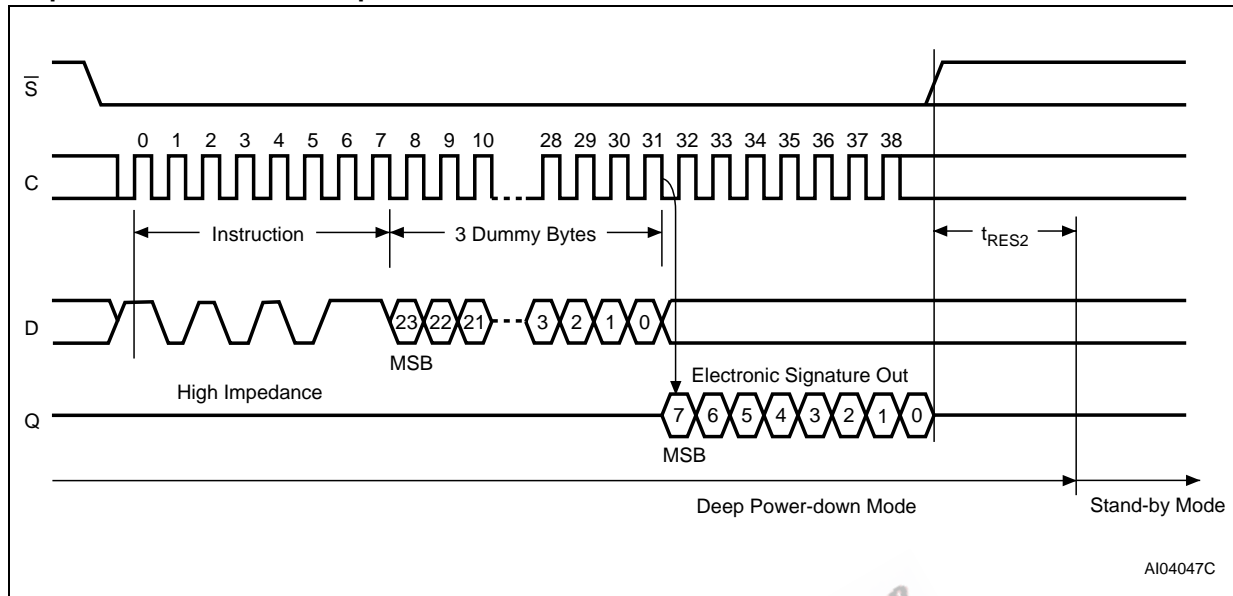 S
0 1 2 3 4 5 6 7 8 9 10 28 29 30 31 32 33 34 35 36 37 38
C
Instruction 3 Dummy Bytes tRES2
D 23 22 21 3 2 1 0
MSB
High Impedance Electronic Signature Out
Q 7 6 5 4 3 2 1 0
MSB
Deep Power-down Mode Stand-by Mode
AI04047C